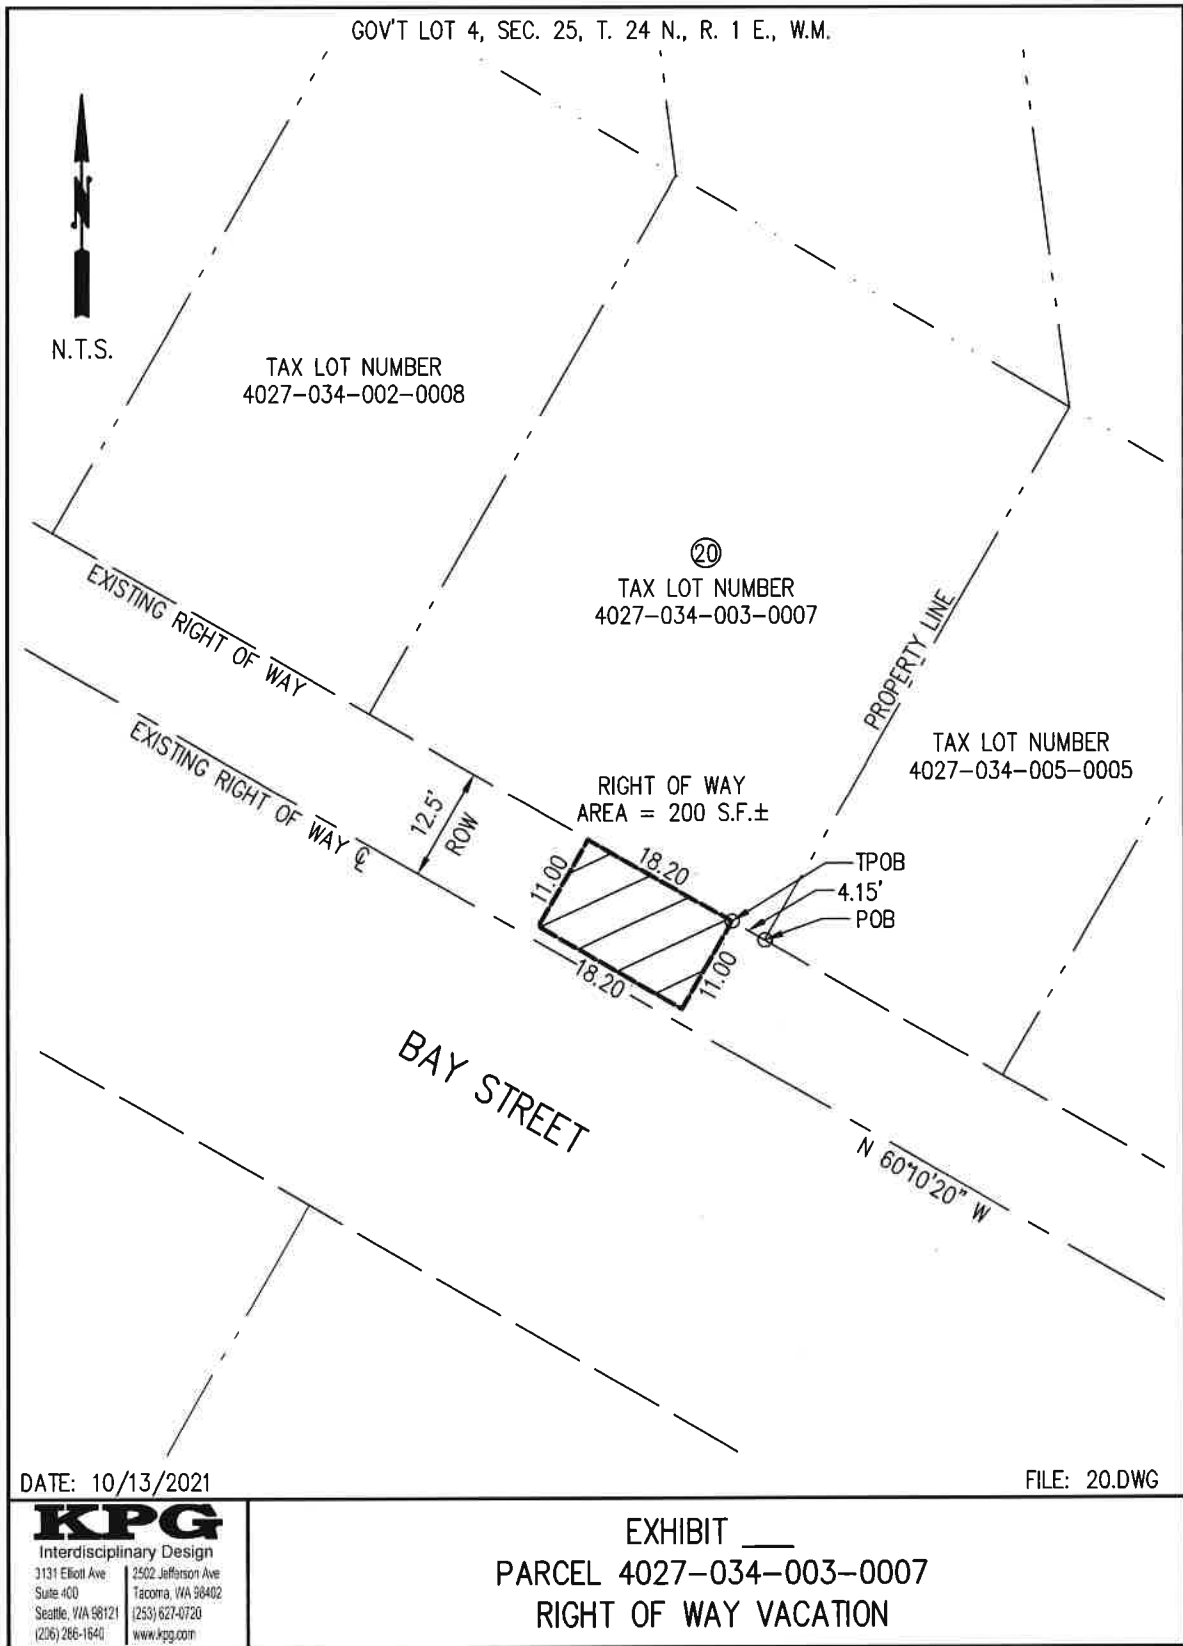 GOV'T LOT 4, SEC. 25, T. 24 N., R. 1 E., W.M.
N
N.T.S.
TAX LOT NUMBER
4027-034-002-0008
20
TAX LOT NUMBER
4027-034-003-0007
PROPERTY LINE
TAX LOT NUMBER
4027-034-005-0005
EXISTING RIGHT OF WAY
EXISTING RIGHT OF WAY ℄
12.5'
ROW
RIGHT OF WAY
AREA = 200 S.F.±
18.20
11.00
18.20
11.00
TPOB
4.15'
POB
BAY STREET
N 60°10'20" W
DATE: 10/13/2021
FILE: 20.DWG
KPG
Interdisciplinary Design
3131 Elliott Ave
Suite 400
Seattle, WA 98121
(206) 286-1640
2502 Jefferson Ave
Tacoma, WA 98402
(253) 627-0720
www.kpg.com
EXHIBIT ___
PARCEL 4027-034-003-0007
RIGHT OF WAY VACATION